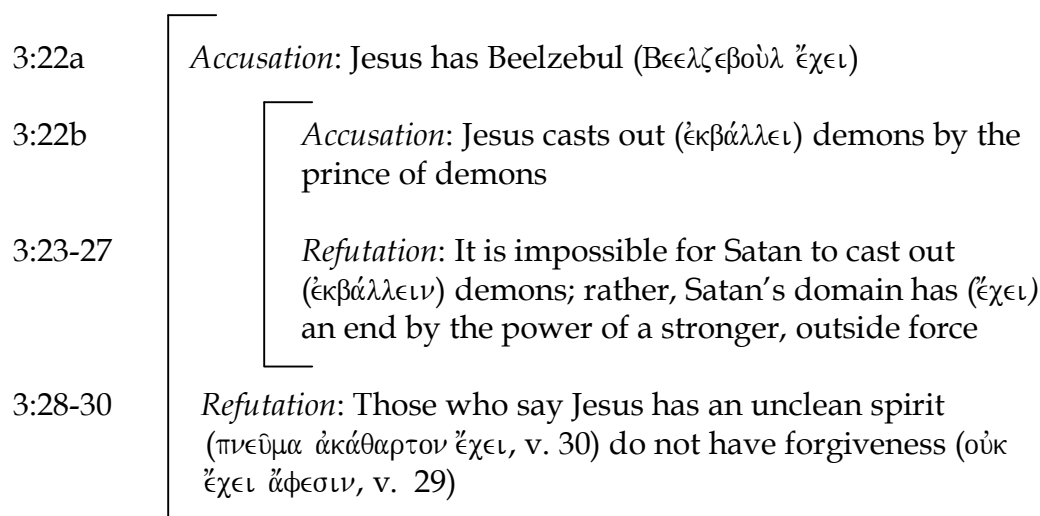 3:22a Accusation: Jesus has Beelzebul (Βεελζεβοὺλ ἔχει)
3:22b Accusation: Jesus casts out (ἐκβάλλει) demons by the
prince of demons
3:23-27 Refutation: It is impossible for Satan to cast out
(ἐκβάλλειν) demons; rather, Satan’s domain has (ἔχει)
an end by the power of a stronger, outside force
3:28-30 Refutation: Those who say Jesus has an unclean spirit
(πνεῦμα ἀκάθαρτον ἔχει, v. 30) do not have forgiveness (οὐκ
ἔχει ἄφεσιν, v. 29)